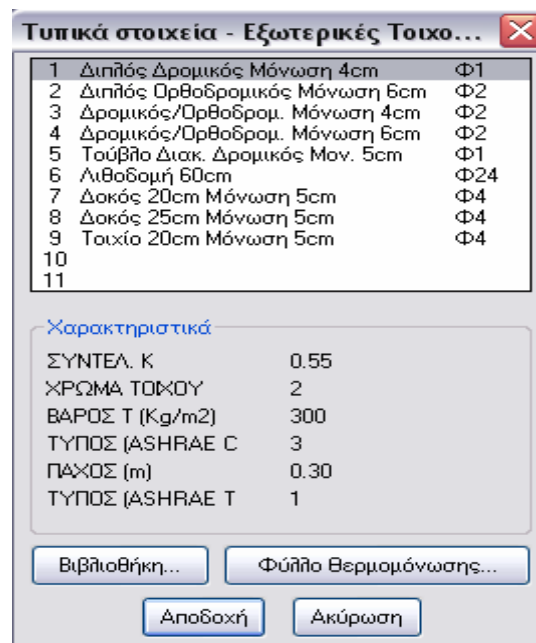 Τυπικά στοιχεία - Εξωτερικές Τοιχο...
1 Διπλός Δρομικός Μόνωση 4cm Φ1
2 Διπλός Ορθοδρομικός Μόνωση 6cm Φ2
3 Δρομικός/Ορθοδρομ. Μόνωση 4cm Φ2
4 Δρομικός/Ορθοδρομ. Μόνωση 6cm Φ2
5 Τούβλο Διακ. Δρομικός Μον. 5cm Φ1
6 Λιθοδομή 60cm Φ24
7 Δοκός 20cm Μόνωση 5cm Φ4
8 Δοκός 25cm Μόνωση 5cm Φ4
9 Τοιχίο 20cm Μόνωση 5cm Φ4
10
11
Χαρακτηριστικά
ΣΥΝΤΕΛ. Κ 0.55
ΧΡΩΜΑ ΤΟΙΧΟΥ 2
ΒΑΡΟΣ Τ (Kg/m2) 300
ΤΥΠΟΣ (ASHRAE C 3
ΠΑΧΟΣ (m) 0.30
ΤΥΠΟΣ (ASHRAE T 1
Βιβλιοθήκη... Φύλλο Θερμομόνωσης...
Αποδοχή Ακύρωση